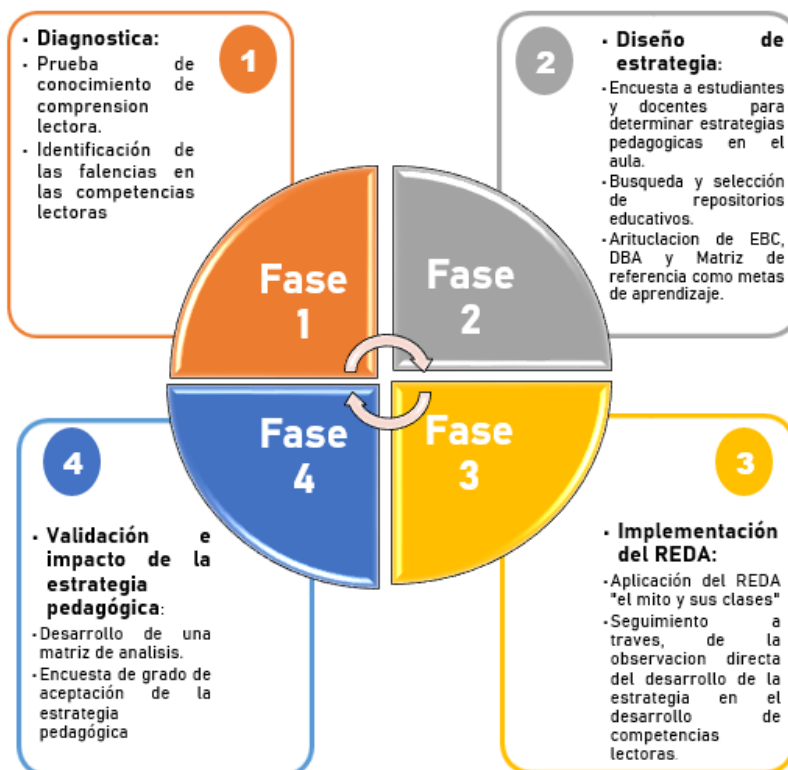 • Diagnostica:
• Prueba de
conocimiento de
comprension
lectora.
• Identificación de
las falencias en
las competencias
lectoras
1
2
• Diseño de
estrategia:
• Encuesta a estudiantes
y docentes para
determinar estrategias
pedagogicas en el
aula.
• Busqueda y selección
de repositorios
educativos.
• Arituclacion de EBC,
DBA y Matriz de
referencia como metas
de aprendizaje.
Fase
1
Fase
2
Fase
4
Fase
3
4
• Validación e
impacto de la
estrategia
pedagógica:
• Desarrollo de una
matriz de analisis.
• Encuesta de grado de
aceptación de la
estrategia
pedagógica
3
• Implementación
del REDA:
• Aplicación del REDA
"el mito y sus clases"
• Seguimiento a
traves, de la
observacion directa
del desarrollo de la
estrategia en el
desarrollo de
competencias
lectoras.